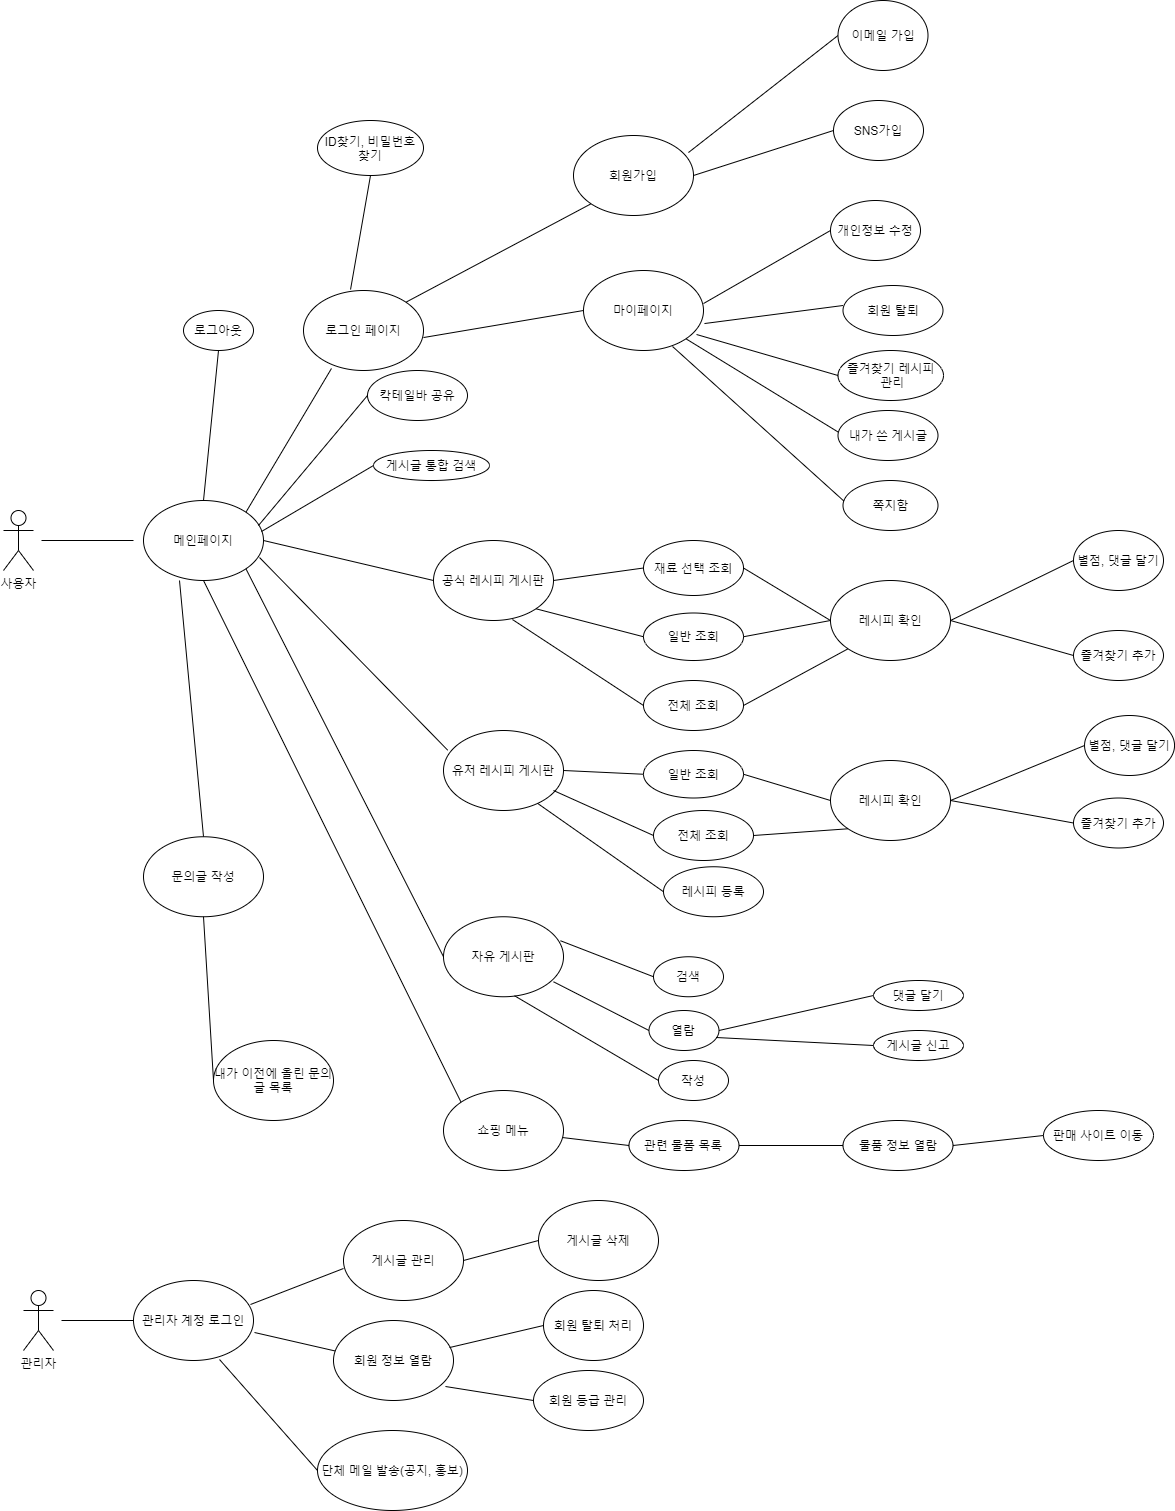 이메일 가입
SNS가입
ID찾기, 비밀번호
찾기
회원가입
개인정보 수정
로그아웃
로그인 페이지
마이페이지
회원 탈퇴
즐겨찾기 레시피
관리
칵테일바 공유
내가 쓴 게시글
게시글 통합 검색
쪽지함
사용자
메인페이지
공식 레시피 게시판
재료 선택 조회
일반 조회
전체 조회
레시피 확인
별점, 댓글 달기
즐겨찾기 추가
유저 레시피 게시판
일반 조회
전체 조회
레시피 등록
레시피 확인
별점, 댓글 달기
즐겨찾기 추가
문의글 작성
내가 이전에 올린 문의
글 목록
자유 게시판
검색
열람
작성
댓글 달기
게시글 신고
쇼핑 메뉴
관련 물품 목록
물품 정보 열람
판매 사이트 이동
관리자
관리자 계정 로그인
게시글 관리
게시글 삭제
회원 정보 열람
회원 탈퇴 처리
회원 등급 관리
단체 메일 발송(공지, 홍보)